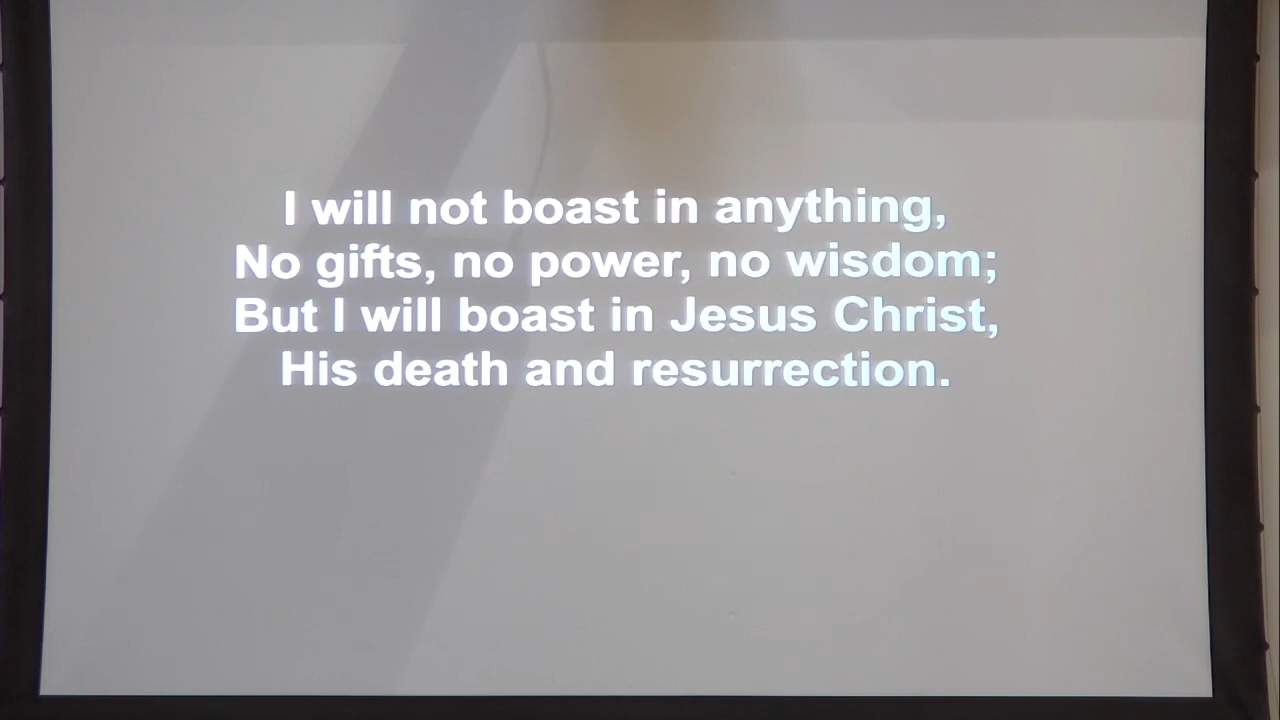 I will not boast in anything,
No gifts, no power, no wisdom;
But I will boast in Jesus Christ,
His death and resurrection.